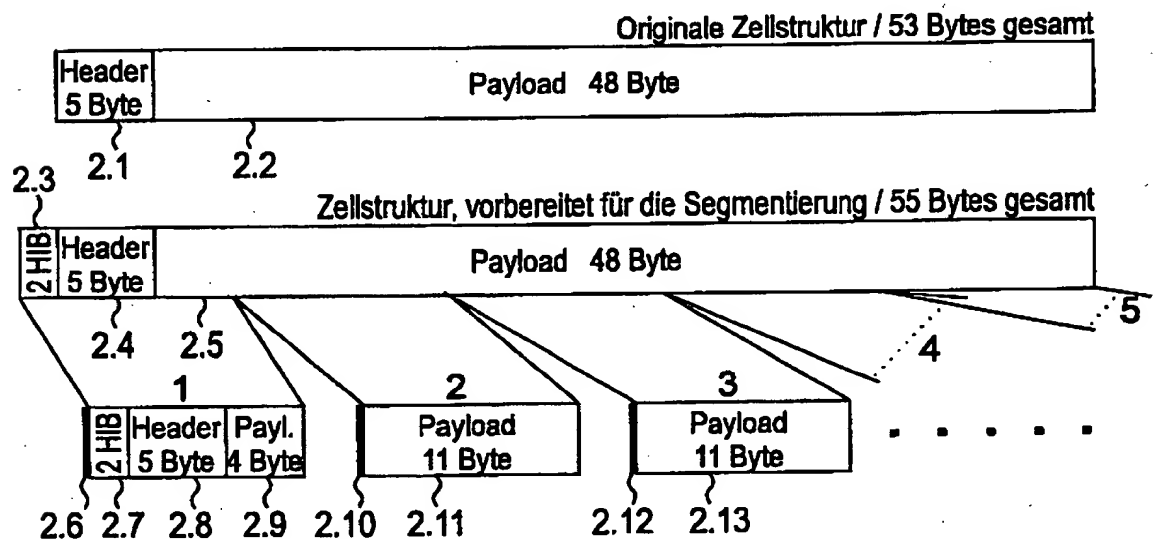 Originale Zellstruktur / 53 Bytes gesamt
Header
5 Byte
Payload 48 Byte
2.1
2.2
2.3
Zellstruktur, vorbereitet für die Segmentierung / 55 Bytes gesamt
2 HIB
Header
5 Byte
Payload 48 Byte
2.4
2.5
1
2
3
4
5
2 HIB
Header
5 Byte
Payl.
4 Byte
Payload
11 Byte
Payload
11 Byte
2.6
2.7
2.8
2.9
2.10
2.11
2.12
2.13